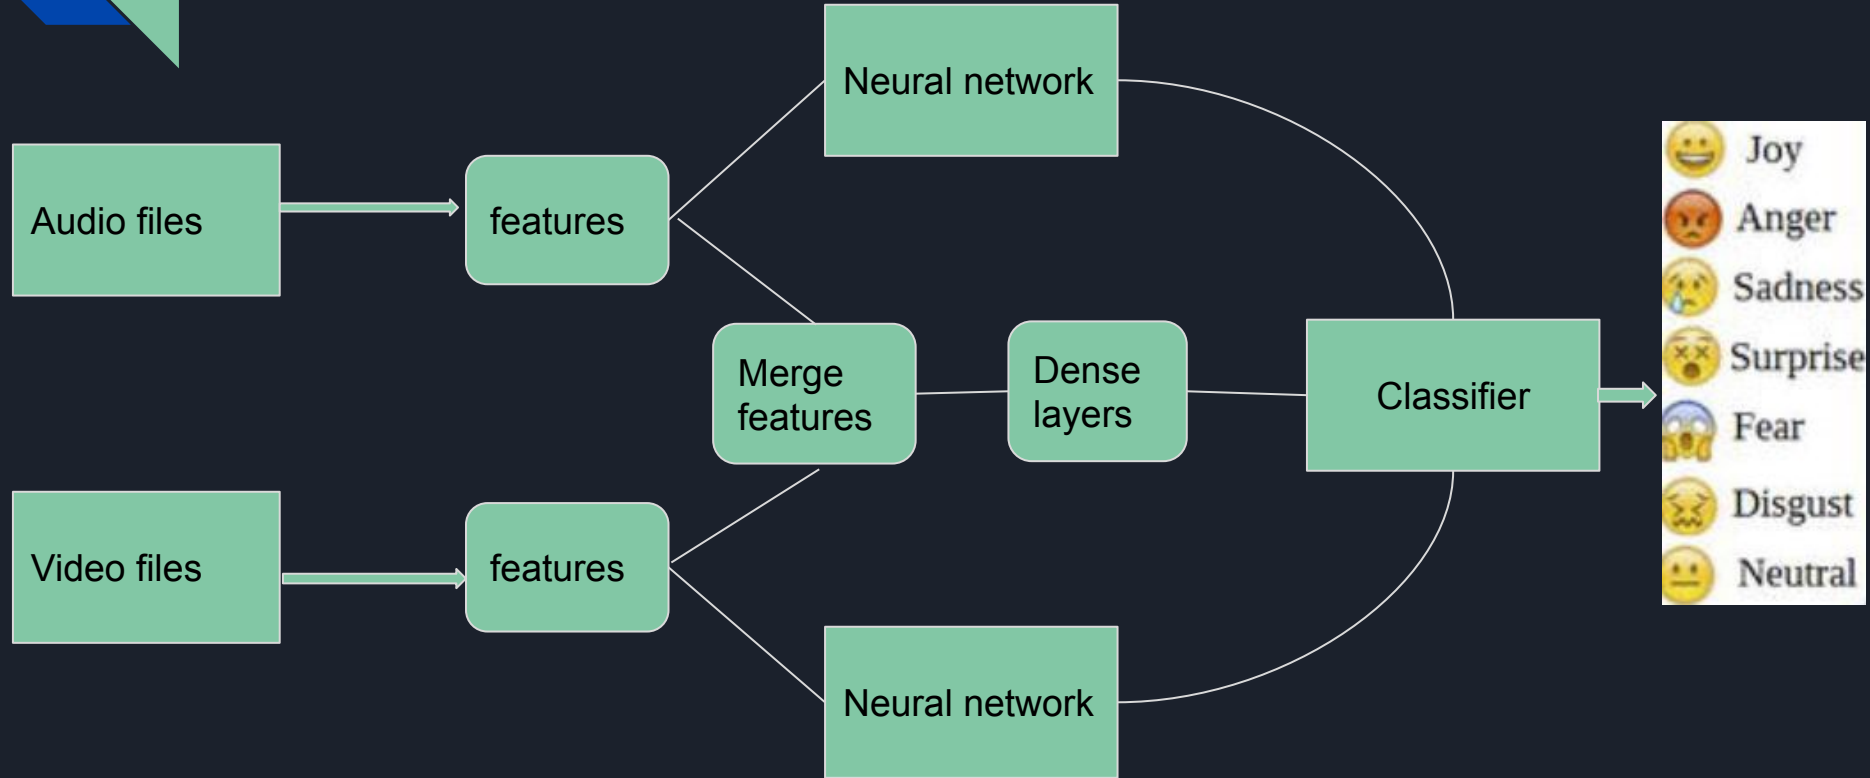 Neural network
Audio files
features
Merge
features
Dense
layers
Classifier
Video files
features
Neural network
Joy
Anger
Sadness
Surprise
Fear
Disgust
Neutral